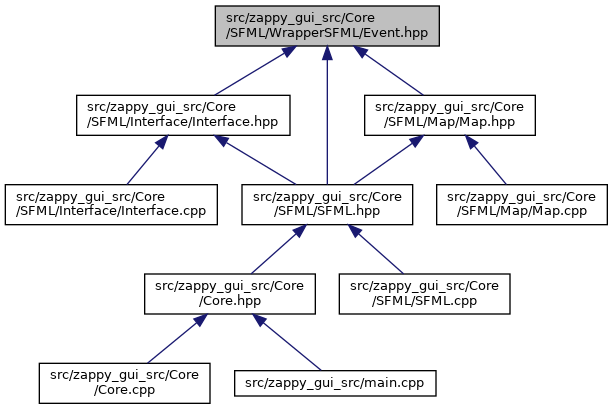 src/zappy_gui_src/Core
/SFML/WrapperSFML/Event.hpp
src/zappy_gui_src/Core
/SFML/Interface/Interface.hpp
src/zappy_gui_src/Core
/SFML/Map/Map.hpp
src/zappy_gui_src/Core
/SFML/Interface/Interface.cpp
src/zappy_gui_src/Core
/SFML/SFML.hpp
src/zappy_gui_src/Core
/SFML/Map/Map.cpp
src/zappy_gui_src/Core
/Core.hpp
src/zappy_gui_src/Core
/SFML/SFML.cpp
src/zappy_gui_src/Core
/Core.cpp
src/zappy_gui_src/main.cpp